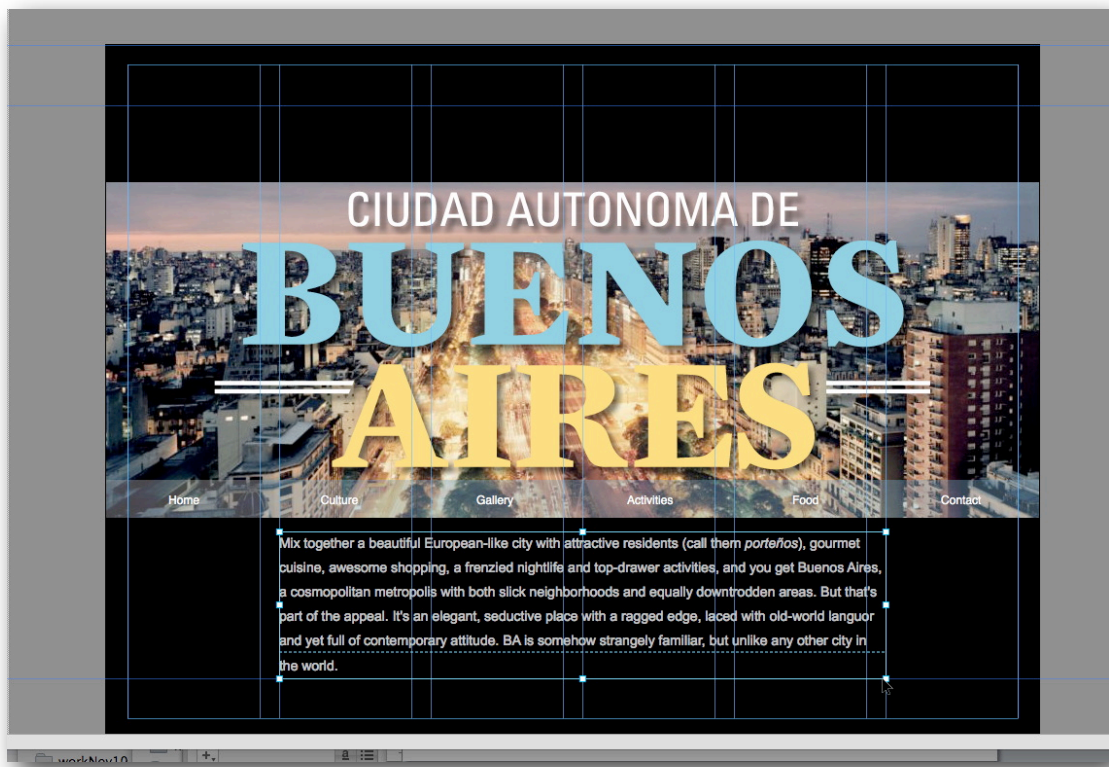 CIUDAD AUTONOMA DE
BUENOS
AIRES
Home Culture Gallery Activities Food Contact
Mix together a beautiful European-like city with attractive residents (call them porteños), gourmet
cuisine, awesome shopping, a frenzied nightlife and top-drawer activities, and you get Buenos Aires,
a cosmopolitan metropolis with both slick neighborhoods and equally downtrodden areas. But that's
part of the appeal. It's an elegant, seductive place with a ragged edge, laced with old-world languor
and yet full of contemporary attitude. BA is somehow strangely familiar, but unlike any other city in
the world.
workNov10
a